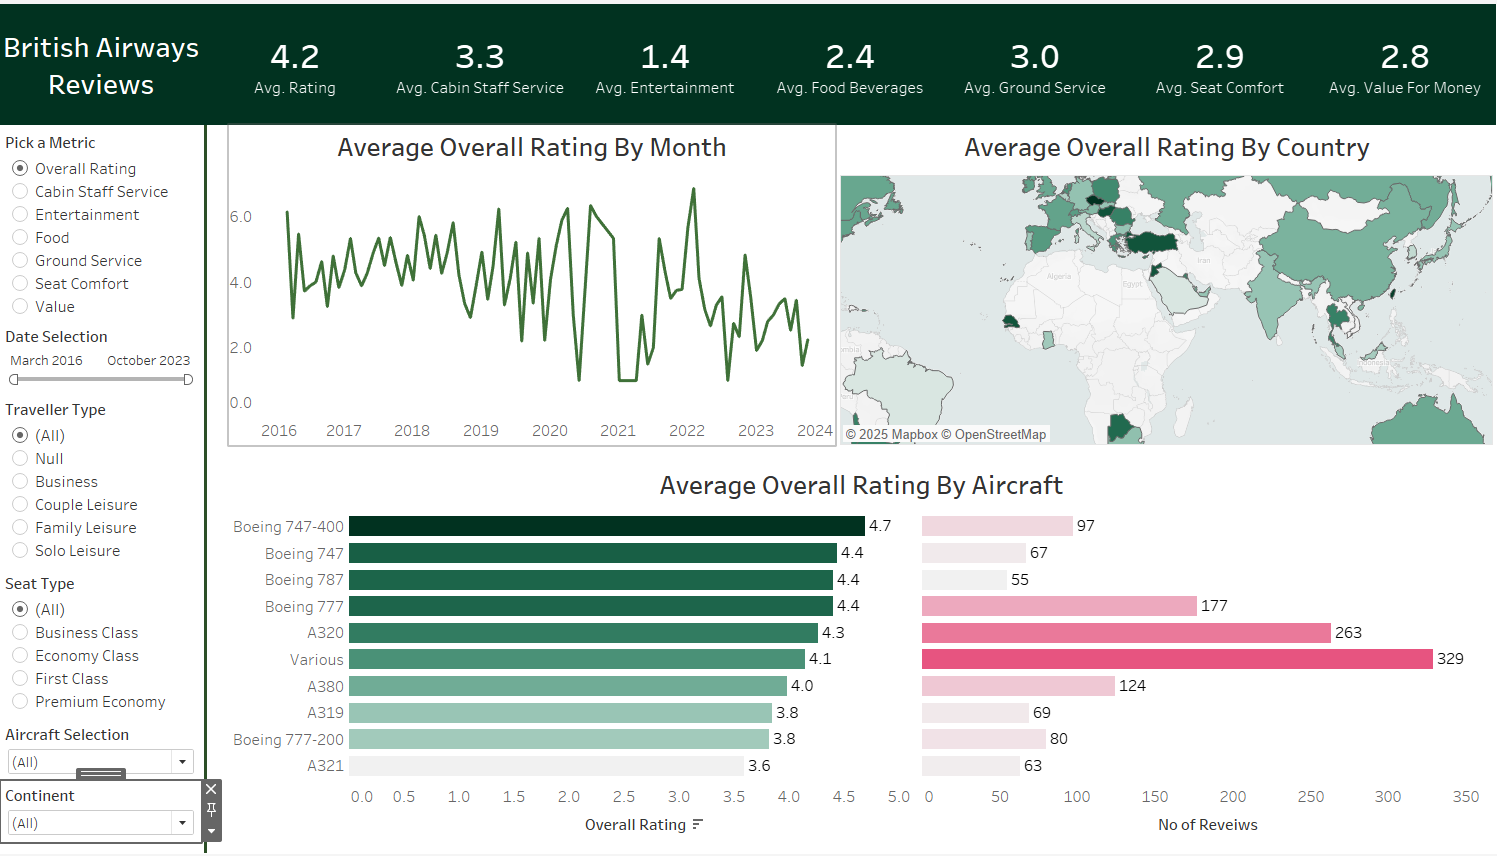 British Airways
Reviews
4.2
Avg. Rating
3.3
Avg. Cabin Staff Service
1.4
Avg. Entertainment
2.4
Avg. Food Beverages
3.0
Avg. Ground Service
2.9
Avg. Seat Comfort
2.8
Avg. Value For Money
Pick a Metric
Overall Rating
Cabin Staff Service
Entertainment
Food
Ground Service
Seat Comfort
Value
Date Selection
March 2016 October 2023
Traveller Type
(All)
Null
Business
Couple Leisure
Family Leisure
Solo Leisure
Seat Type
(All)
Business Class
Economy Class
First Class
Premium Economy
Aircraft Selection
(All)
Continent
(All)
Average Overall Rating By Month
6.0
4.0
2.0
0.0
2016 2017 2018 2019 2020 2021 2022 2023 2024
Average Overall Rating By Country
Algeria
Egypt
Iran
© 2025 Mapbox © OpenStreetMap
Average Overall Rating By Aircraft
Boeing 747-400 4.7 97
Boeing 747 4.4 67
Boeing 787 4.4 55
Boeing 777 4.4 177
A320 4.3 263
Various 4.1 329
A380 4.0 124
A319 3.8 69
Boeing 777-200 3.8 80
A321 3.6 63
0.0 0.5 1.0 1.5 2.0 2.5 3.0 3.5 4.0 4.5 5.0 0 50 100 150 200 250 300 350
Overall Rating No of Reveiws